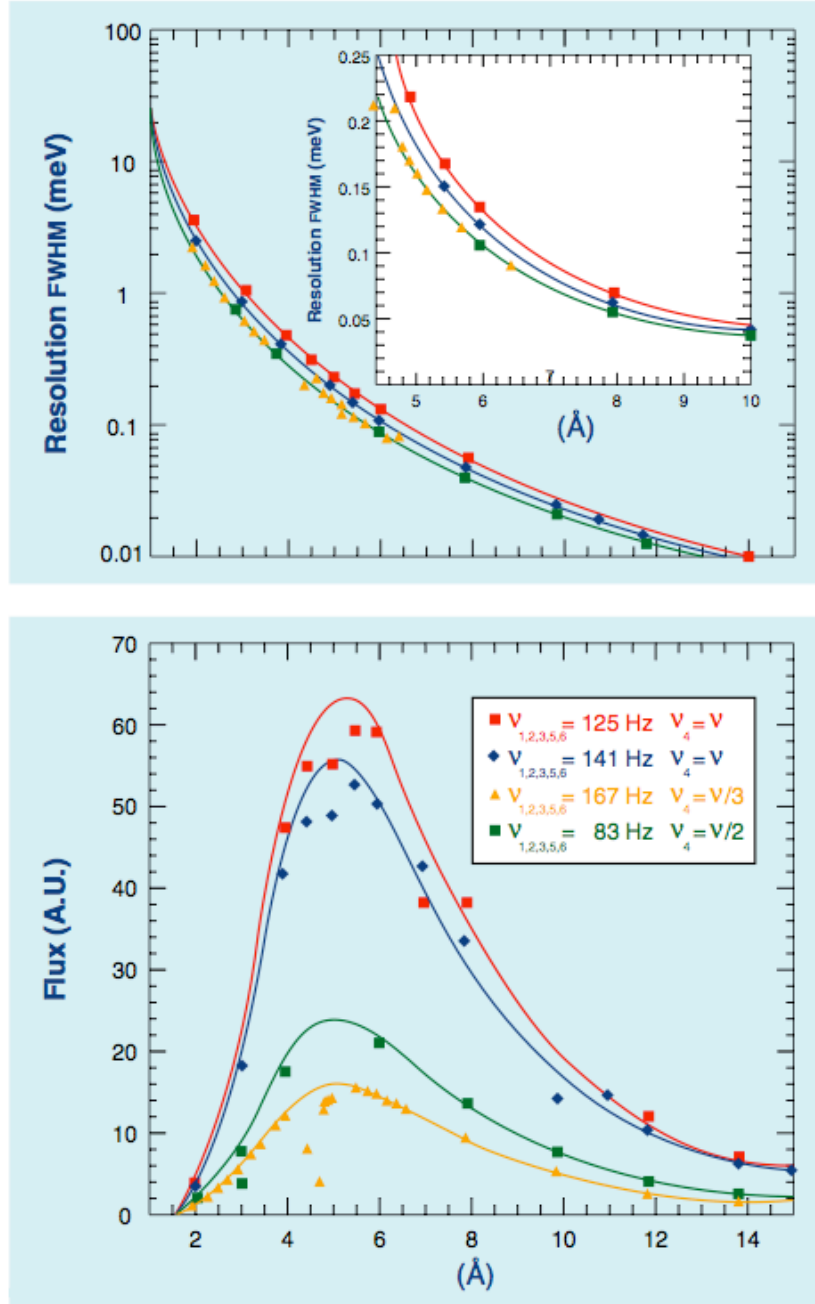 100
10
1
0.1
0.01
Resolution FWHM (meV)
0.25
0.2
0.15
0.1
0.05
Resolution FWHM (meV)
5 6 7 8 9 10
(Å)
70
60
50
40
30
20
10
0
Flux (A.U.)
ν1,2,3,5,6= 125 Hz ν4= ν
ν1,2,3,5,6= 141 Hz ν4= ν
ν1,2,3,5,6= 167 Hz ν4= ν/3
ν1,2,3,5,6= 83 Hz ν4= ν/2
2 4 6 8 10 12 14
(Å)